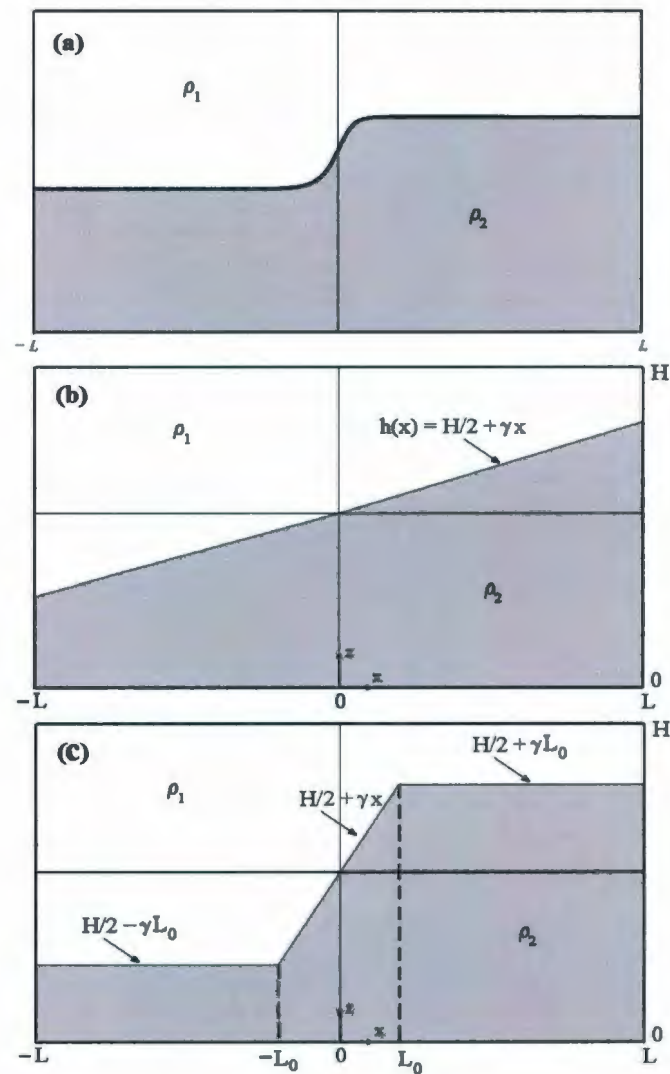 (a)
ρ₁
ρ₂
−L
L
(b)
H
ρ₁
h(x) = H/2 + γx
ρ₂
z
x
0
−L
0
L
(c)
H
H/2 + γL₀
ρ₁
H/2 + γx
H/2 − γL₀
ρ₂
z
x
0
−L
−L₀
0
L₀
L